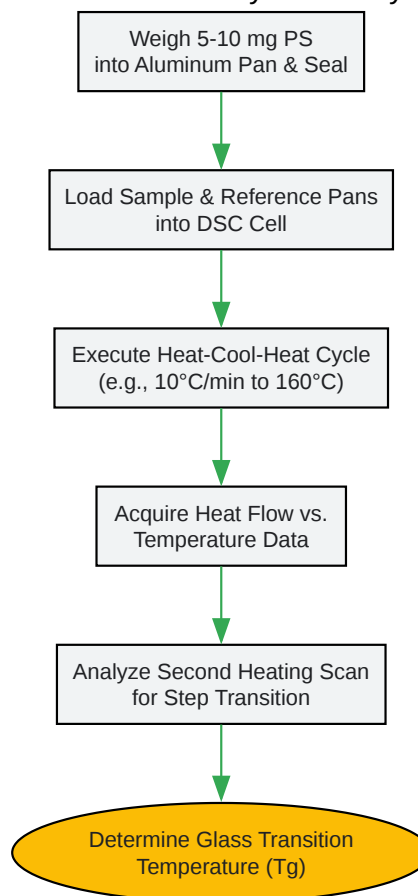 Weigh 5-10 mg PS
into Aluminum Pan & Seal
Load Sample & Reference Pans
into DSC Cell
Execute Heat-Cool-Heat Cycle
(e.g., 10°C/min to 160°C)
Acquire Heat Flow vs.
Temperature Data
Analyze Second Heating Scan
for Step Transition
Determine Glass Transition
Temperature (Tg)